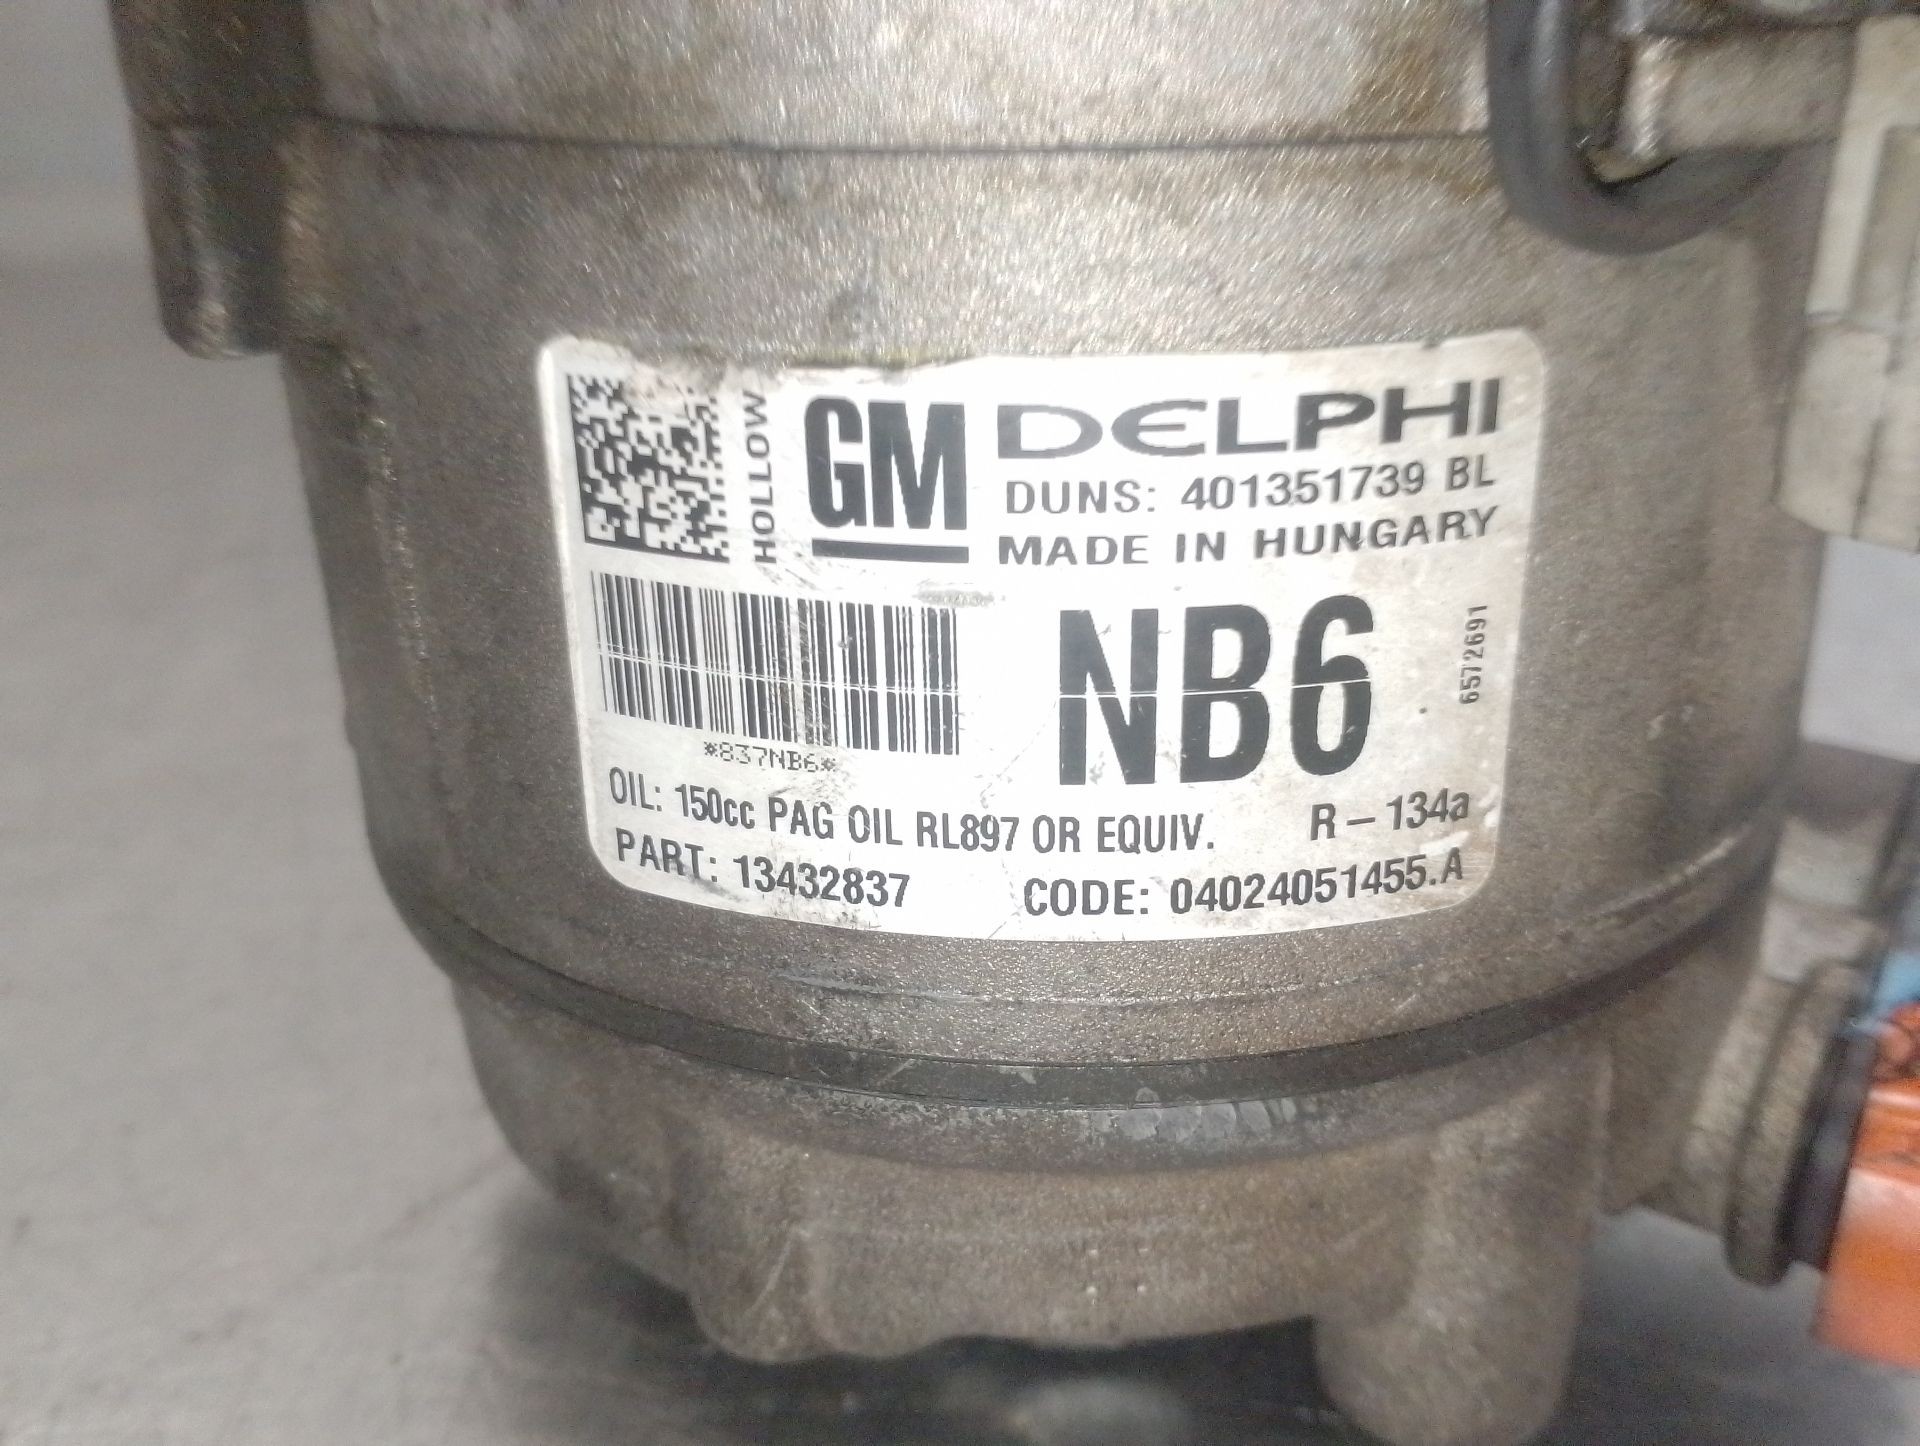 HOLLOW
GM
DELPHI
DUNS: 401351739 BL
MADE IN HUNGARY
*837NB6*
NB6
6572691
OIL: 150cc PAG OIL RL897 OR EQUIV. R - 134a
PART: 13432837 CODE: 04024051455.A